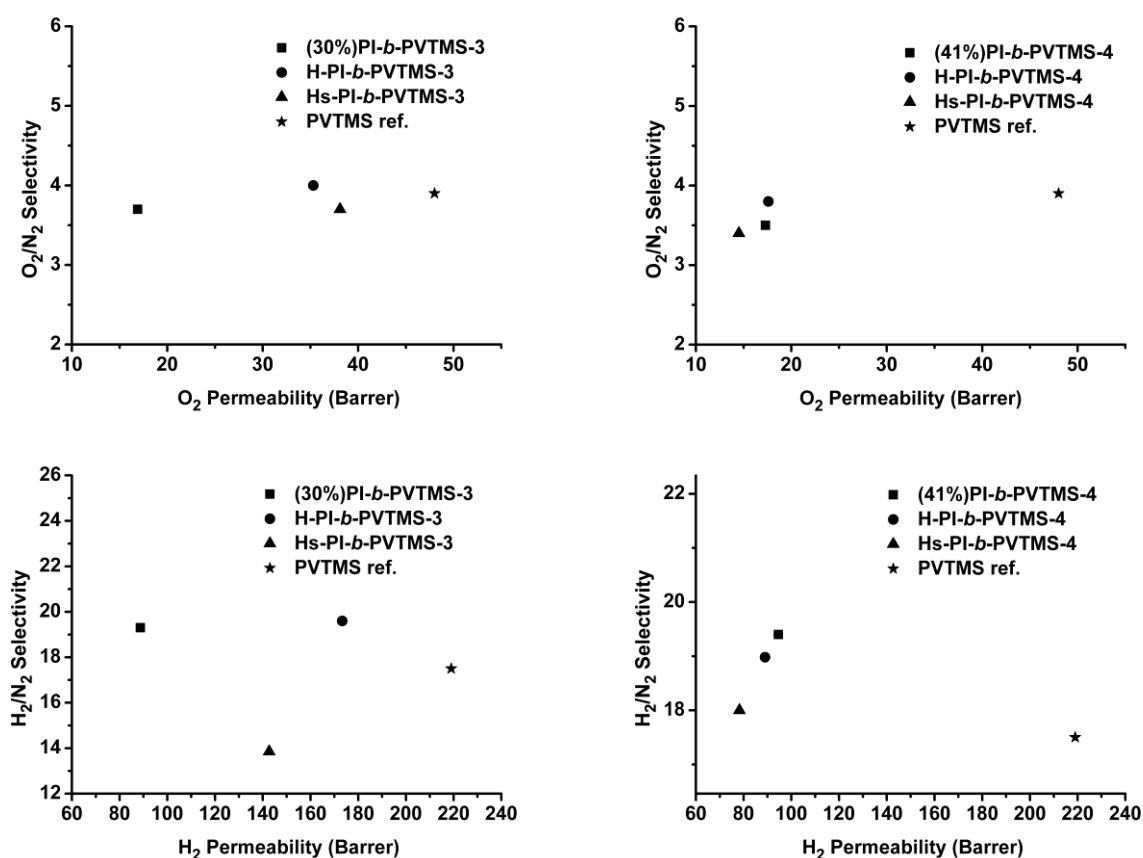 6
5
4
3
2
O2/N2 Selectivity
(30%)PI-b-PVTMS-3
H-PI-b-PVTMS-3
Hs-PI-b-PVTMS-3
PVTMS ref.
10 20 30 40 50
O2 Permeability (Barrer)
6
5
4
3
2
O2/N2 Selectivity
(41%)PI-b-PVTMS-4
H-PI-b-PVTMS-4
Hs-PI-b-PVTMS-4
PVTMS ref.
10 20 30 40 50
O2 Permeability (Barrer)
26
24
22
20
18
16
14
12
H2/N2 Selectivity
(30%)PI-b-PVTMS-3
H-PI-b-PVTMS-3
Hs-PI-b-PVTMS-3
PVTMS ref.
60 80 100 120 140 160 180 200 220 240
H2 Permeability (Barrer)
22
20
18
H2/N2 Selectivity
(41%)PI-b-PVTMS-4
H-PI-b-PVTMS-4
Hs-PI-b-PVTMS-4
PVTMS ref.
60 80 100 120 140 160 180 200 220 240
H2 Permeability (Barrer)